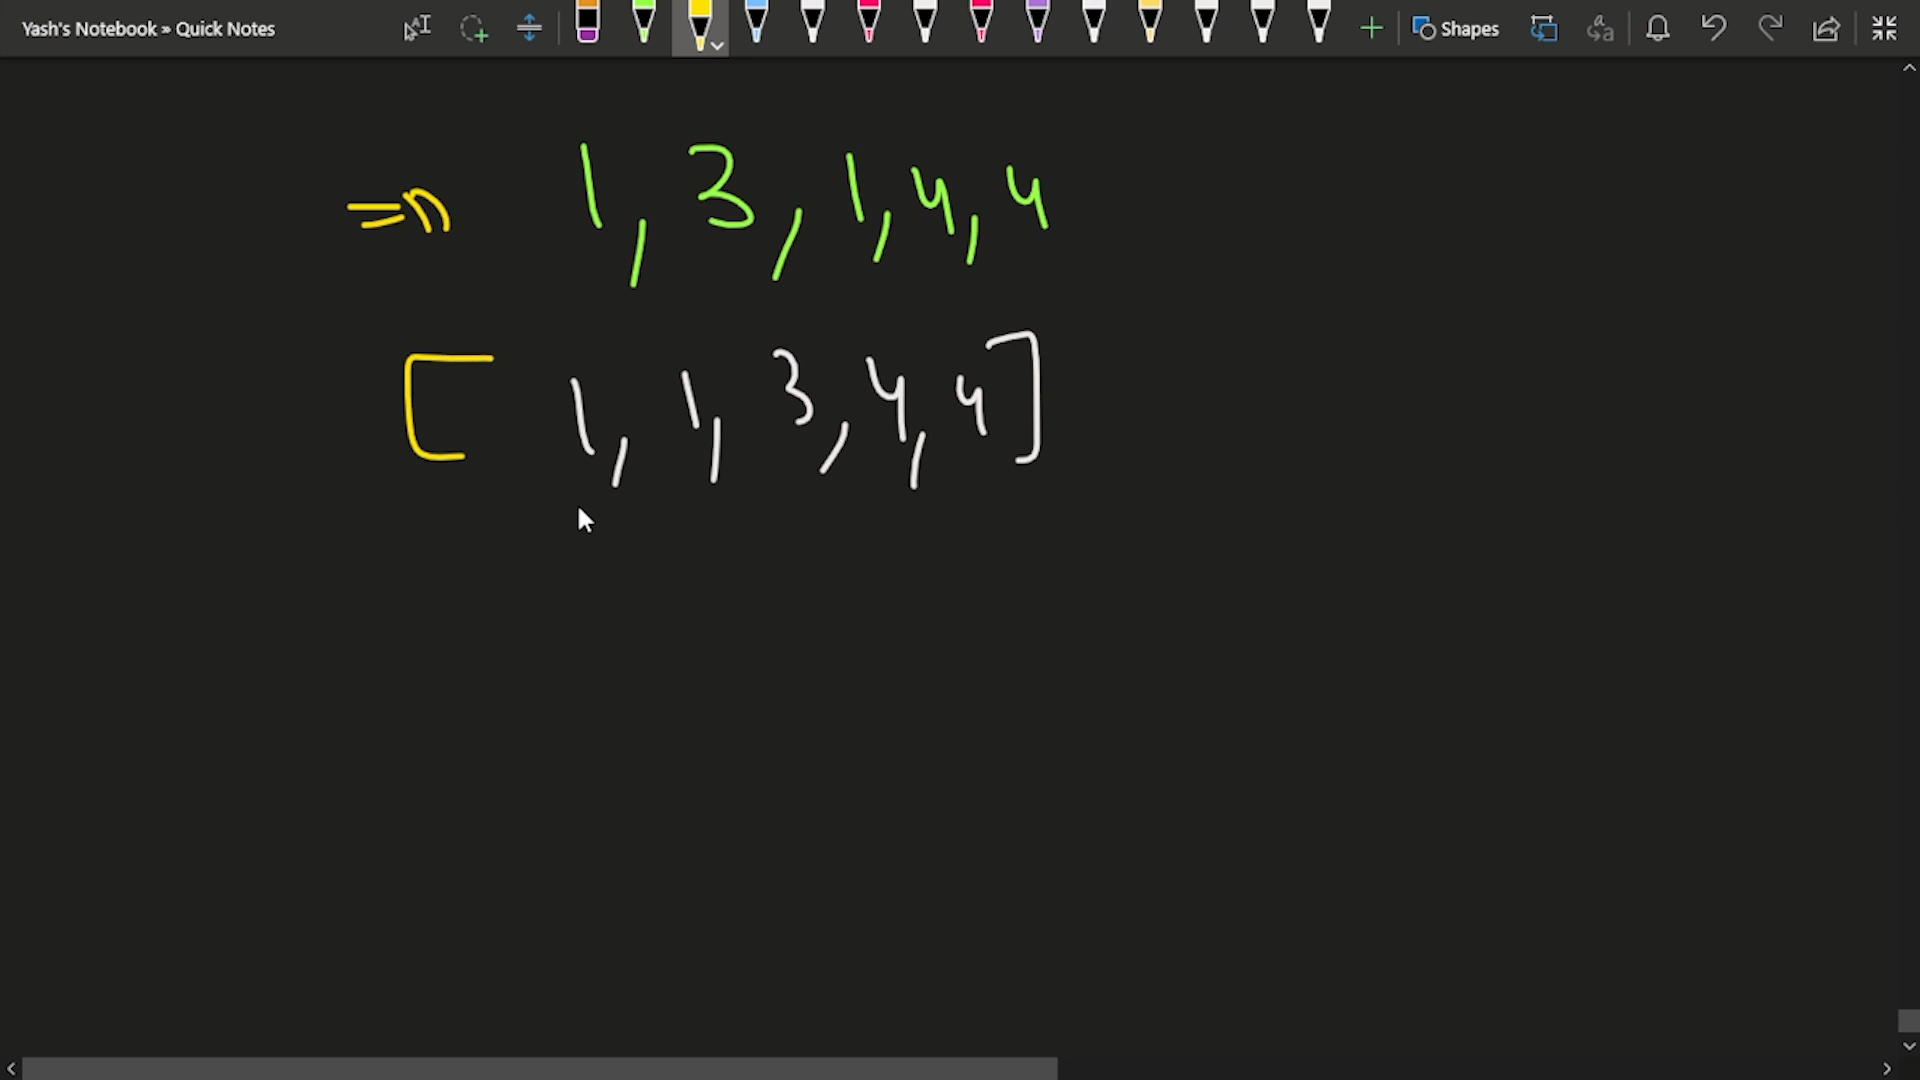 Yash's Notebook » Quick Notes
Shapes
=n 1, 3, 1, 4, 4
[ 1, 1, 3, 4, 4 ]